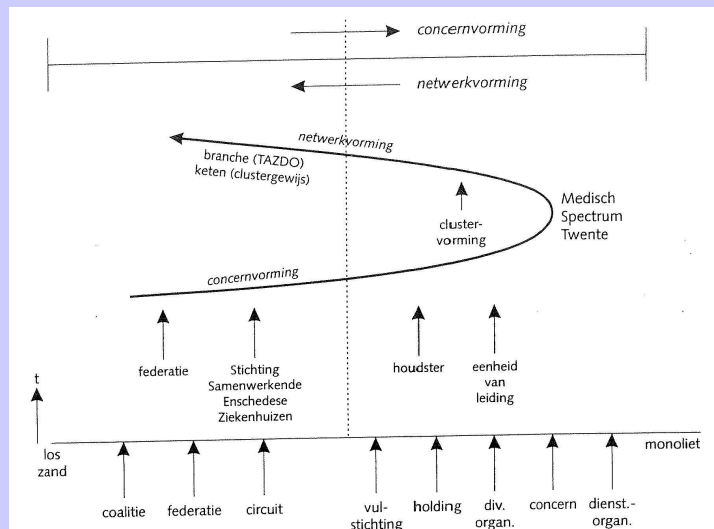 concernvorming
netwerkvorming
netwerkvorming
branche (TAZDO)
keten (clustergewijs)
Medisch
Spectrum
Twente
cluster-
vorming
concernvorming
federatie
Stichting
Samenwerkende
Enschedese
Ziekenhuizen
houdster
eenheid
van
leiding
t
los
zand
monoliet
coalitie
federatie
circuit
vul-
stichting
holding
div.
organ.
concern
dienst.-
organ.